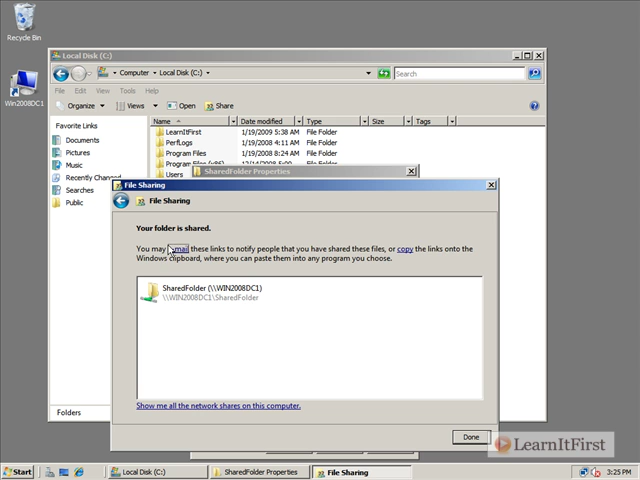 Recycle Bin
Win2008DC1
Local Disk (C:)
Computer Local Disk (C:)
Search
File Edit View Tools Help
Organize Views Open Share
Favorite Links
Documents
Pictures
Music
Recently Changed
Searches
Public
Folders
Name Date modified Type Size Tags
LearnItFirst 1/19/2009 5:38 AM File Folder
PerfLogs 1/19/2008 4:11 AM File Folder
Program Files 1/19/2008 8:24 AM File Folder
Program Files (x86) File Folder
Users
SharedFolder Properties
File Sharing
File Sharing
Your folder is shared.
You may email these links to notify people that you have shared these files, or copy the links onto the
Windows clipboard, where you can paste them into any program you choose.
SharedFolder (\\WIN2008DC1)
\\WIN2008DC1\SharedFolder
Show me all the network shares on this computer.
Done
LearnItFirst
Start
Local Disk (C:)
SharedFolder Properties
File Sharing
3:25 PM